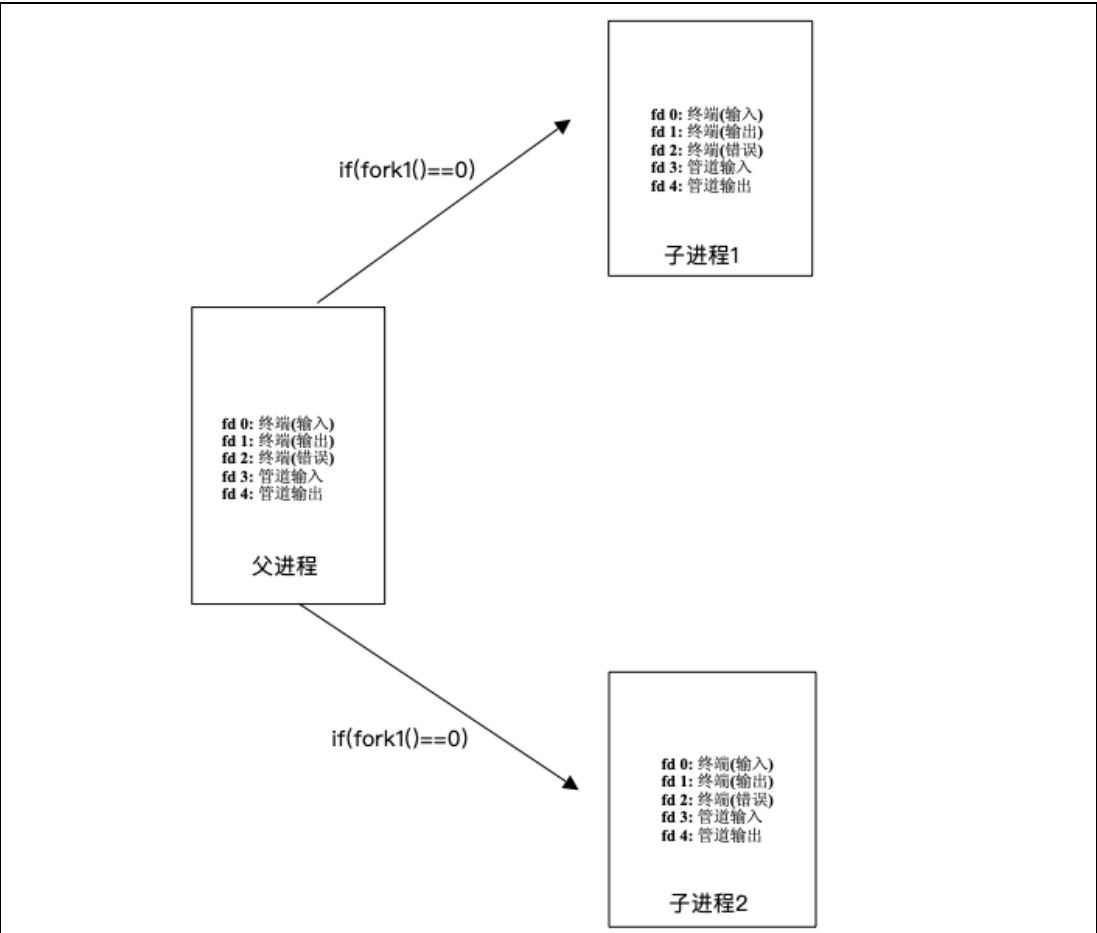 fd 0: 终端(输入)
fd 1: 终端(输出)
fd 2: 终端(错误)
fd 3: 管道输入
fd 4: 管道输出
子进程1
if(fork1()==0)
fd 0: 终端(输入)
fd 1: 终端(输出)
fd 2: 终端(错误)
fd 3: 管道输入
fd 4: 管道输出
父进程
if(fork1()==0)
fd 0: 终端(输入)
fd 1: 终端(输出)
fd 2: 终端(错误)
fd 3: 管道输入
fd 4: 管道输出
子进程2